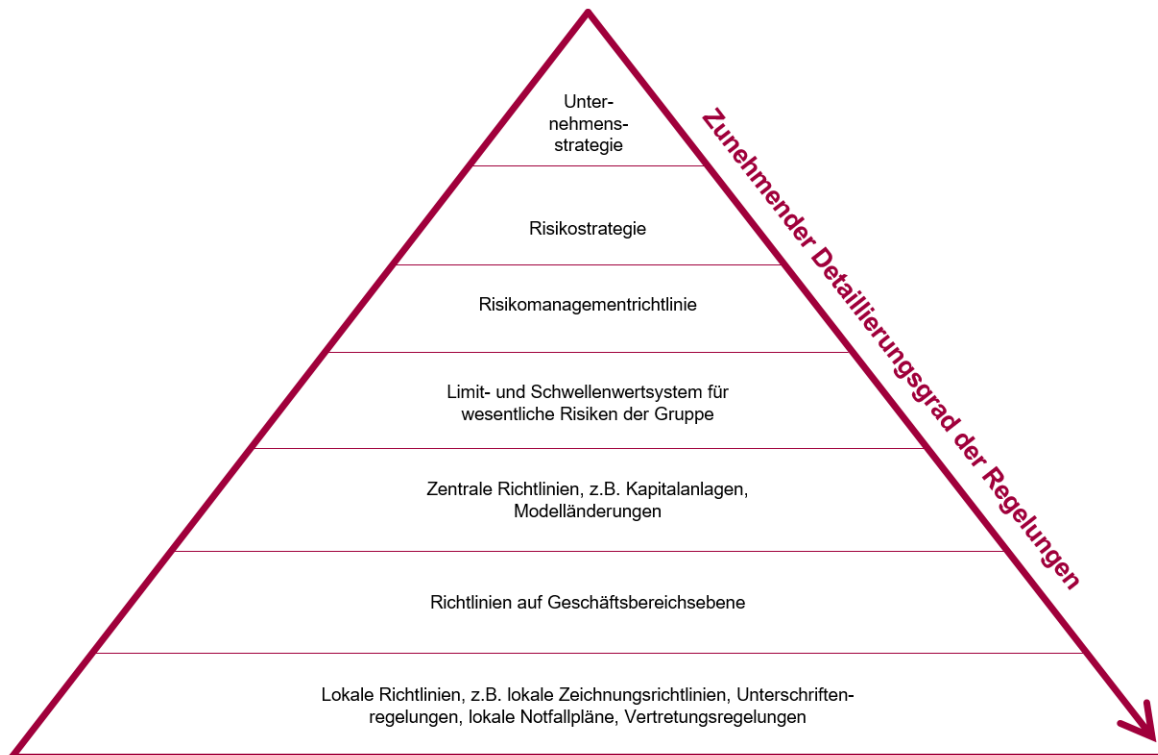 Unter-
nehmens-
strategie
Zunehmender Detaillierungsgrad der Regelungen
Risikostrategie
Risikomanagementrichtlinie
Limit- und Schwellenwertsystem für
wesentliche Risiken der Gruppe
Zentrale Richtlinien, z.B. Kapitalanlagen,
Modelländerungen
Richtlinien auf Geschäftsbereichsebene
Lokale Richtlinien, z.B. lokale Zeichnungsrichtlinien, Unterschriften-
regelungen, lokale Notfallpläne, Vertretungsregelungen